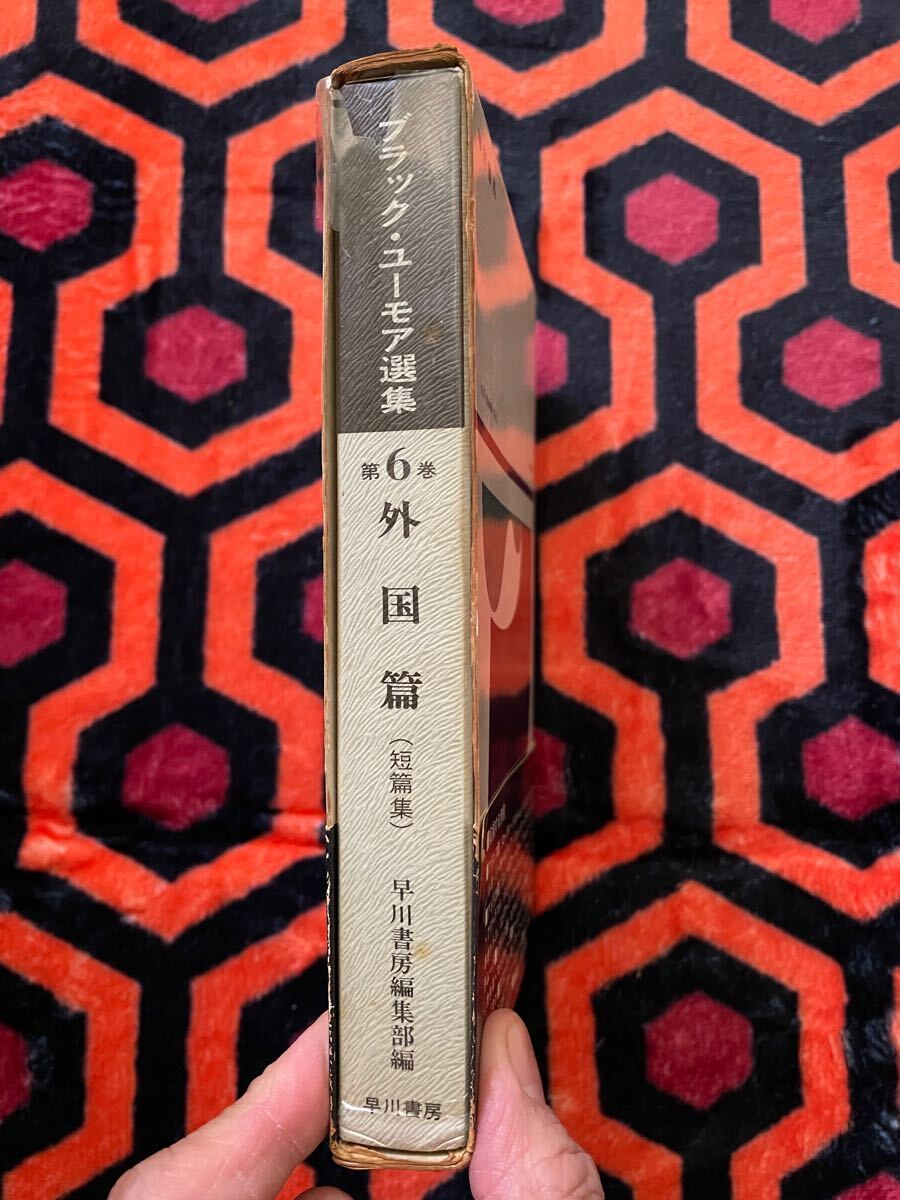 ブラック・ユーモア選集
第6巻
外国篇
(短篇集)
早川書房編集部編
早川書房